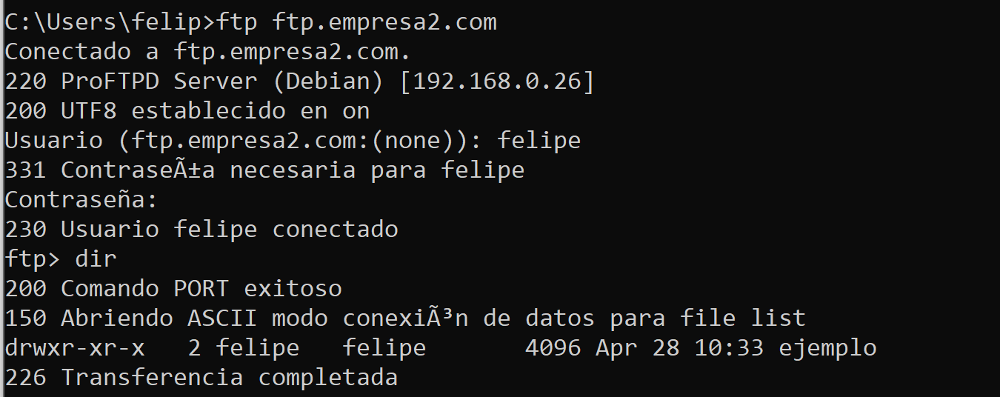 C:\Users\felip>ftp ftp.empresa2.com
Conectado a ftp.empresa2.com.
220 ProFTPD Server (Debian) [192.168.0.26]
200 UTF8 establecido en on
Usuario (ftp.empresa2.com:(none)): felipe
331 ContraseÃ±a necesaria para felipe
Contraseña:
230 Usuario felipe conectado
ftp> dir
200 Comando PORT exitoso
150 Abriendo ASCII modo conexiÃ³n de datos para file list
drwxr-xr-x   2 felipe   felipe       4096 Apr 28 10:33 ejemplo
226 Transferencia completada